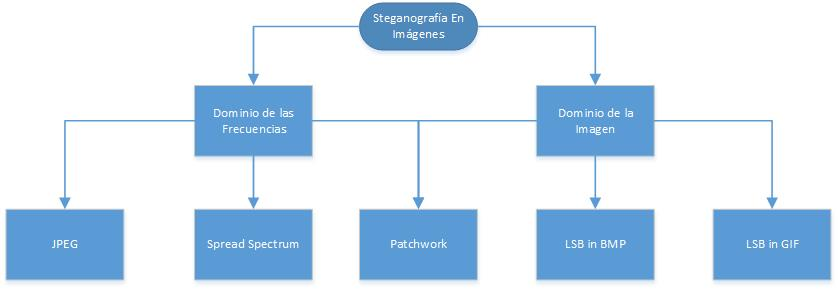 Steganografía En
Imágenes
Dominio de las
Frecuencias
Dominio de la
Imagen
JPEG
Spread Spectrum
Patchwork
LSB in BMP
LSB in GIF